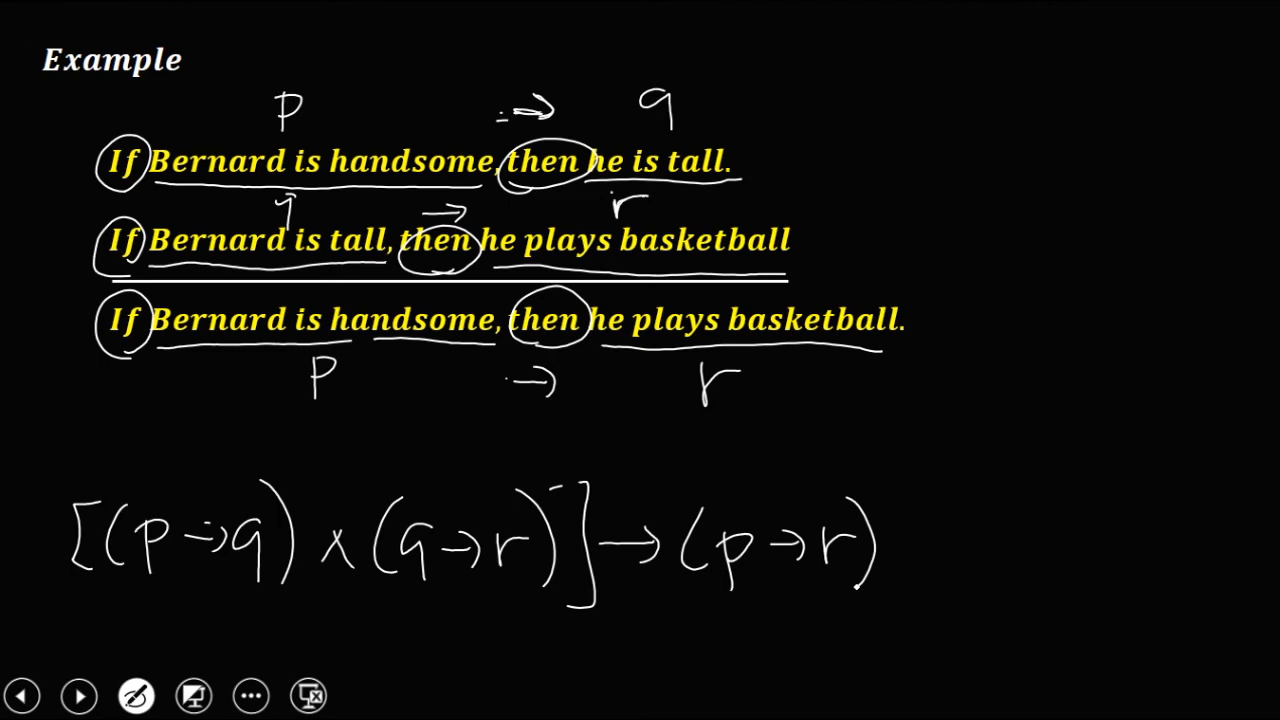 Example
p → q
If Bernard is handsome, then he is tall.
q → r
If Bernard is tall, then he plays basketball
If Bernard is handsome, then he plays basketball.
p → r
[(p → q) x (q → r)] → (p → r)